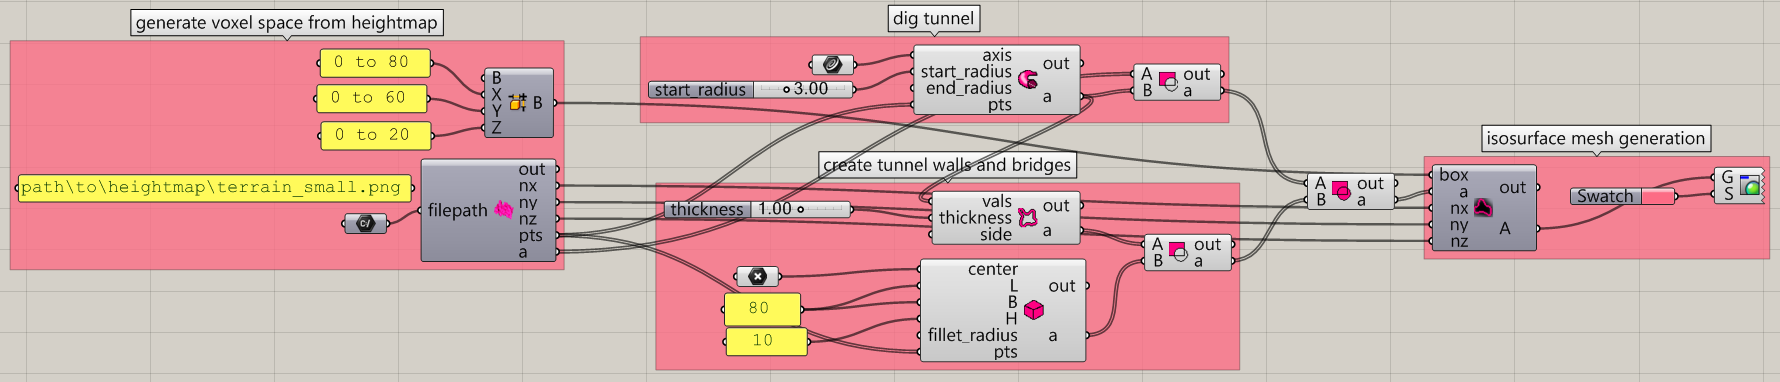 generate voxel space from heightmap
0 to 80
0 to 60
0 to 20
B
X
Y
Z
B
path\to\heightmap\terrain_small.png
filepath
out
nx
ny
nz
pts
a
dig tunnel
start_radius 3.00
axis
start_radius
end_radius
pts
out
a
A
B
out
a
create tunnel walls and bridges
thickness 1.00
vals
thickness
side
out
a
80
10
center
L
B
H
fillet_radius
pts
out
a
A
B
out
a
A
B
out
a
isosurface mesh generation
box
a
nx
ny
nz
out
A
Swatch
G
S